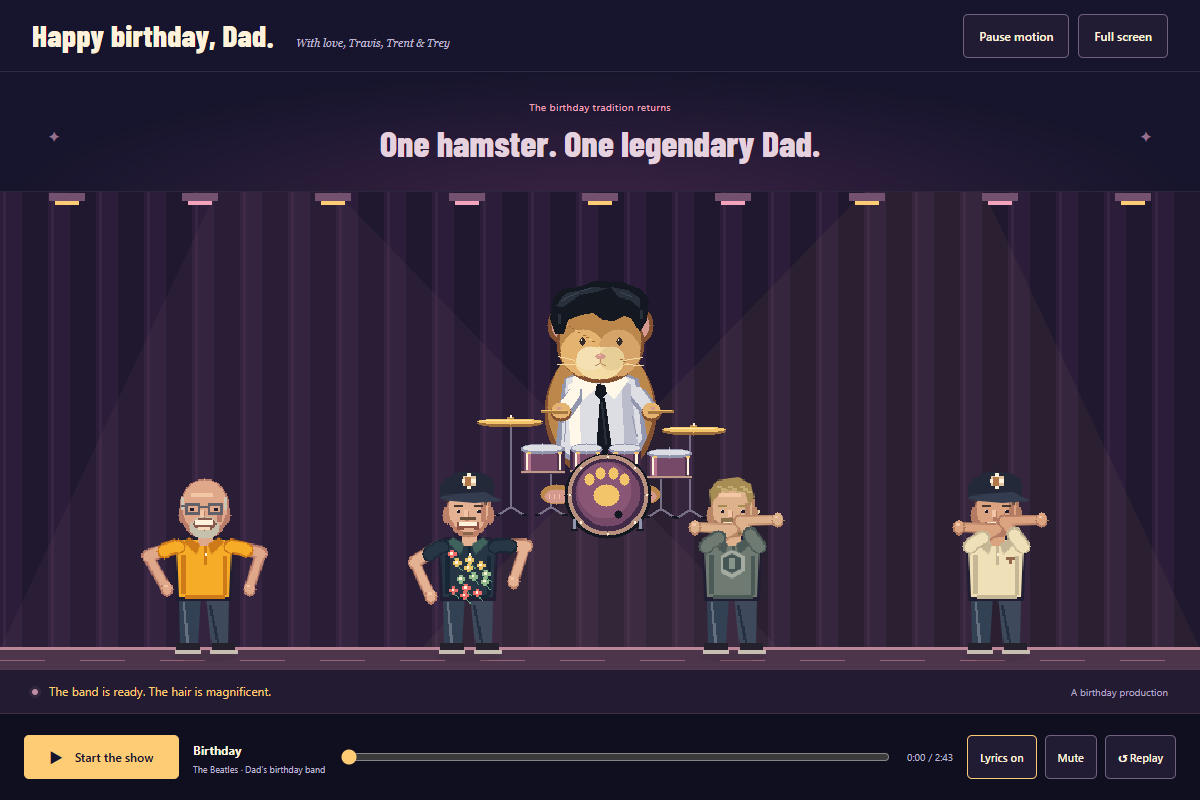 Happy birthday, Dad.
With love, Travis, Trent & Trey
Pause motion
Full screen
The birthday tradition returns
One hamster. One legendary Dad.
The band is ready. The hair is magnificent.
A birthday production
Start the show
Birthday
The Beatles · Dad's birthday band
0:00 / 2:43
Lyrics on
Mute
↺ Replay